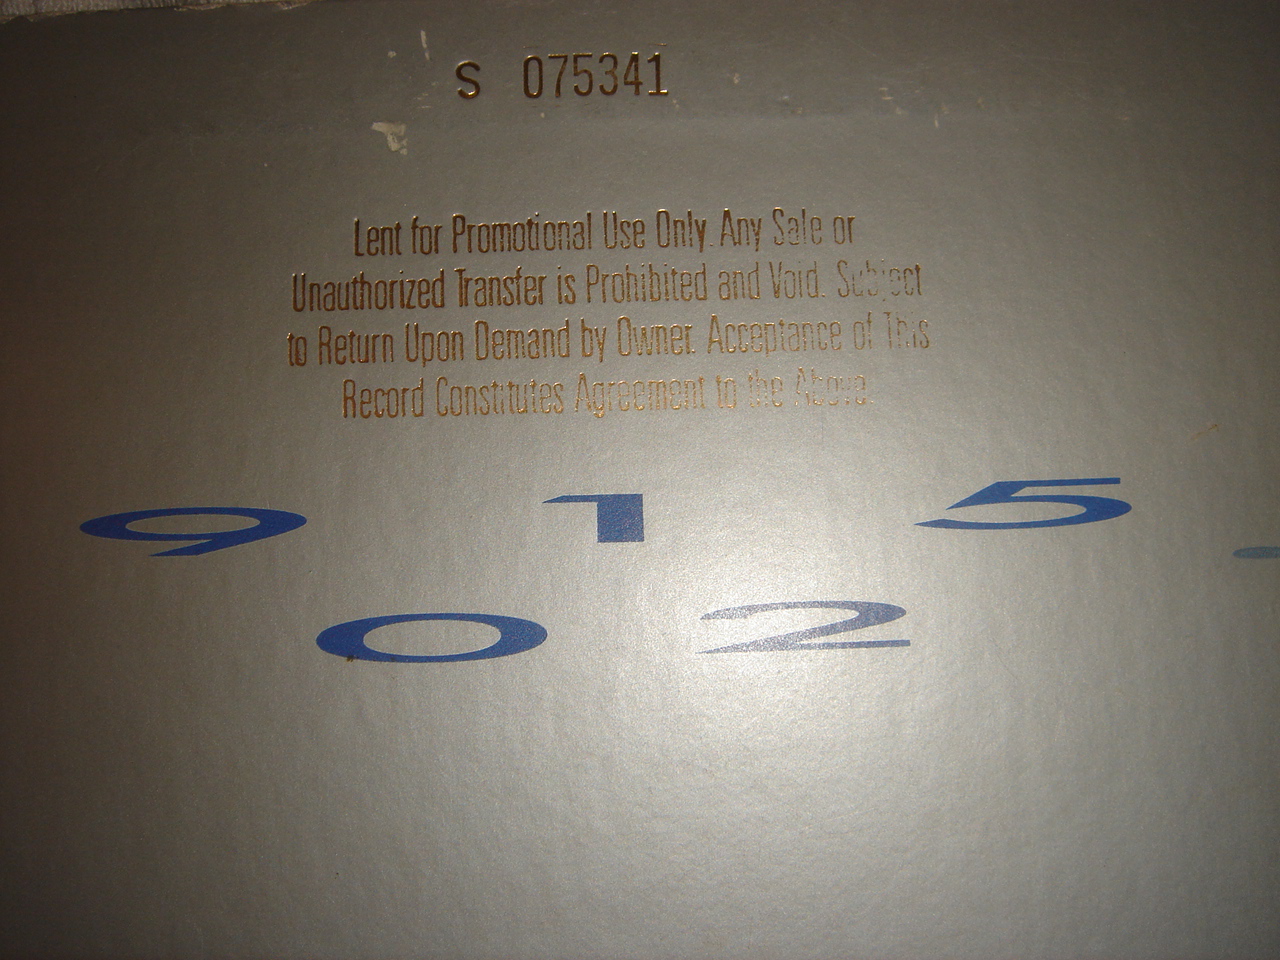 S 075341
Lent for Promotional Use Only. Any Sale or
Unauthorized Transfer is Prohibited and Void. Subject
to Return Upon Demand by Owner. Acceptance of This
Record Constitutes Agreement to the Above.
9 1 5
0 2